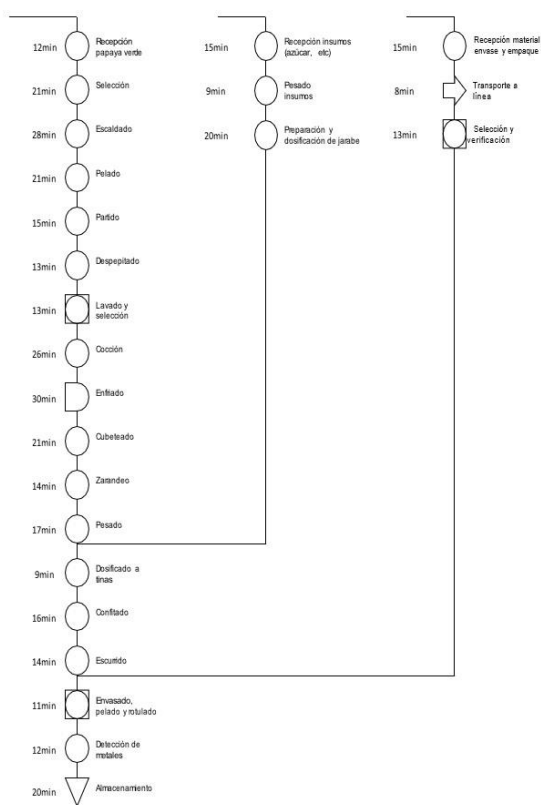 12min
Recepción
papaya verde
21min
Selección
28min
Escaldado
21min
Pelado
15min
Partido
13min
Despepitado
13min
Lavado y
selección
26min
Cocción
30min
Enfriado
21min
Cubeteado
14min
Zarandeo
17min
Pesado
9min
Dosificado a
tinas
16min
Confitado
14min
Escurrido
11min
Envasado,
pelado y rotulado
12min
Detección de
metales
20min
Almacenamiento
15min
Recepción insumos
(azúcar, etc)
9min
Pesado
insumos
20min
Preparación y
dosificación de jarabe
15min
Recepción material
envase y empaque
8min
Transporte a
línea
13min
Selección y
verificación